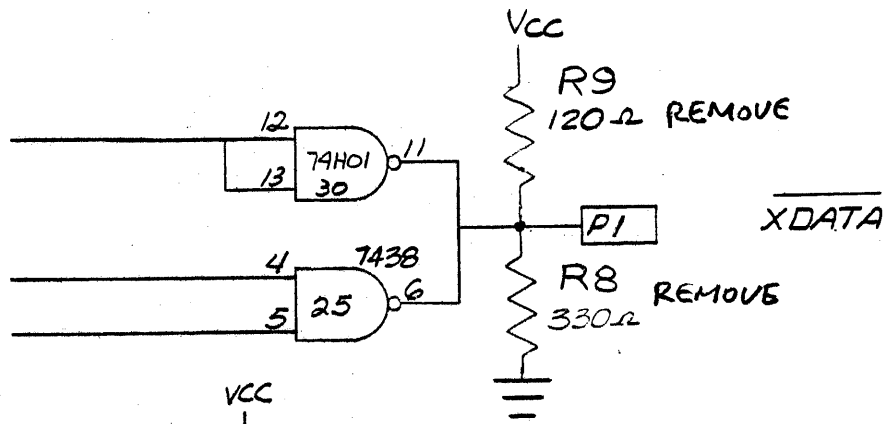 VCC
R9
120Ω REMOVE
12
74H01
11
13
30
P1
XDATA
4
7438
6
25
5
R8
330Ω REMOVE
VCC